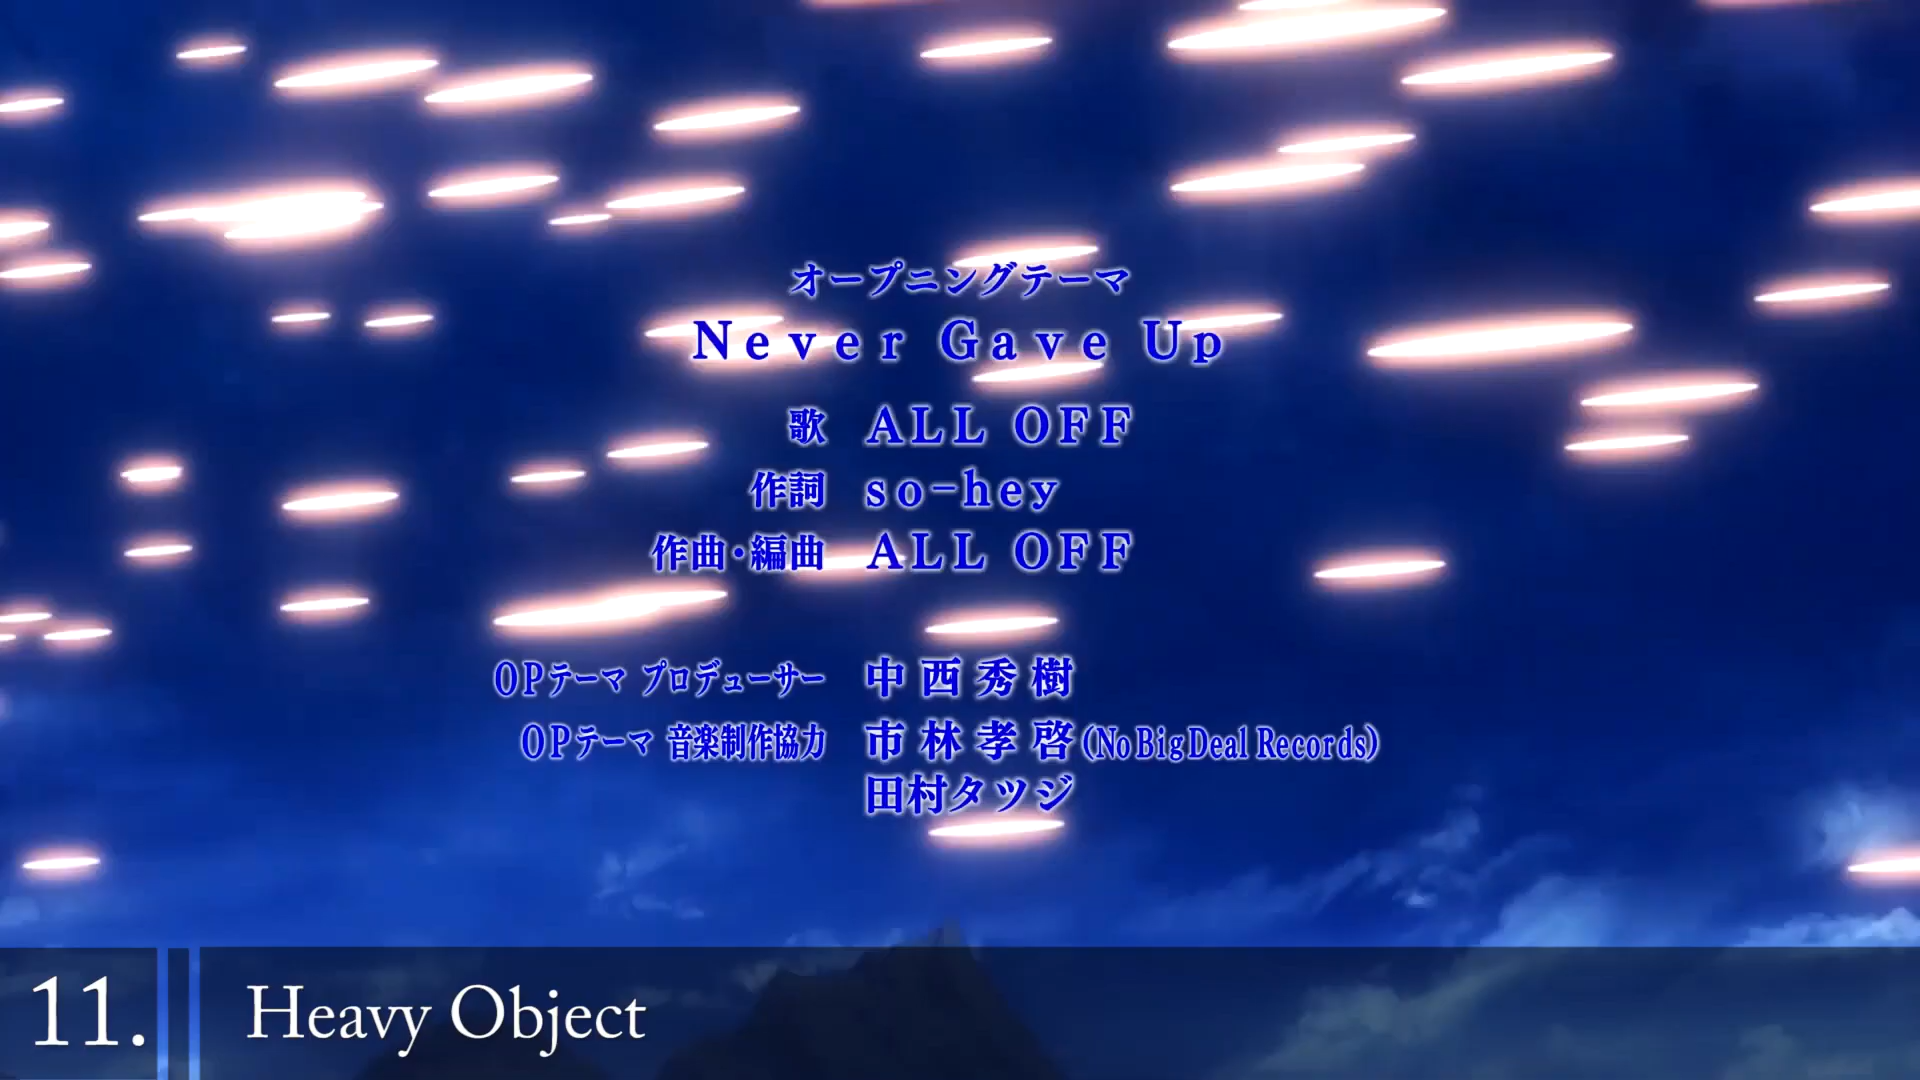 オープニングテーマ
Never Gave Up
歌 ALL OFF
作詞 so-hey
作曲・編曲 ALL OFF
OPテーマ プロデューサー 中西秀樹
OPテーマ 音楽制作協力 市林孝啓(No Big Deal Records)
田村タツジ
11. Heavy Object